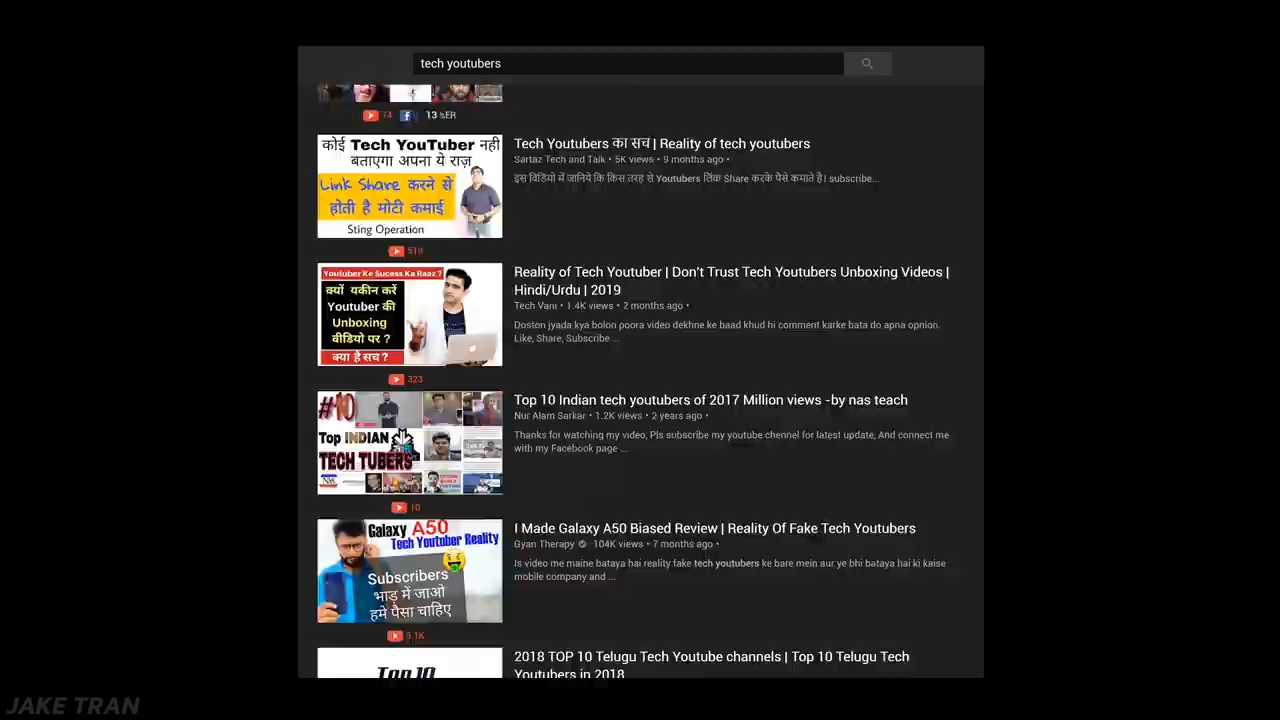 tech youtubers
13
Tech Youtubers का सच | Reality of tech youtubers
Sartaz Tech and Talk • 5K views • 9 months ago •
इस विडियो में जानिये कि किस तरह से Youtubers लिंक Share करके पैसे कमाते है। subscribe...
कोई Tech YouTuber नही
बताएगा अपना ये राज़
Link Share करने से
होती है मोटी कमाई
Sting Operation
519
Reality of Tech Youtuber | Don't Trust Tech Youtubers Unboxing Videos |
Hindi/Urdu | 2019
Tech Vani • 1.4K views • 2 months ago •
Doston jyada kya bolon poora video dekhne ke baad khud hi comment karke bata do apna opnion.
Like, Share, Subscribe ...
Youtuber Ke Sucess Ka Raaz ?
क्यों यकीन करें
Youtuber की
Unboxing
वीडियो पर ?
क्या है सच ?
323
Top 10 Indian tech youtubers of 2017 Million views -by nas teach
Nur Alam Sarkar • 1.2K views • 2 years ago •
Thanks for watching my video, Pls subscribe my youtube chennel for latest update, And connect me
with my Facebook page ...
#10
Top INDIAN
TECH TUBERS
10
I Made Galaxy A50 Biased Review | Reality Of Fake Tech Youtubers
Gyan Therapy • 104K views • 7 months ago •
Is video me maine bataya hai reality fake tech youtubers ke bare mein aur ye bhi bataya hai ki kaise
mobile company and ...
Galaxy A50
Tech Youtuber Reality
Subscribers
भाड़ में जाओ
हमे पैसा चाहिए
2018 TOP 10 Telugu Tech Youtube channels | Top 10 Telugu Tech
Youtubers in 2018
Top 10
JAKE TRAN